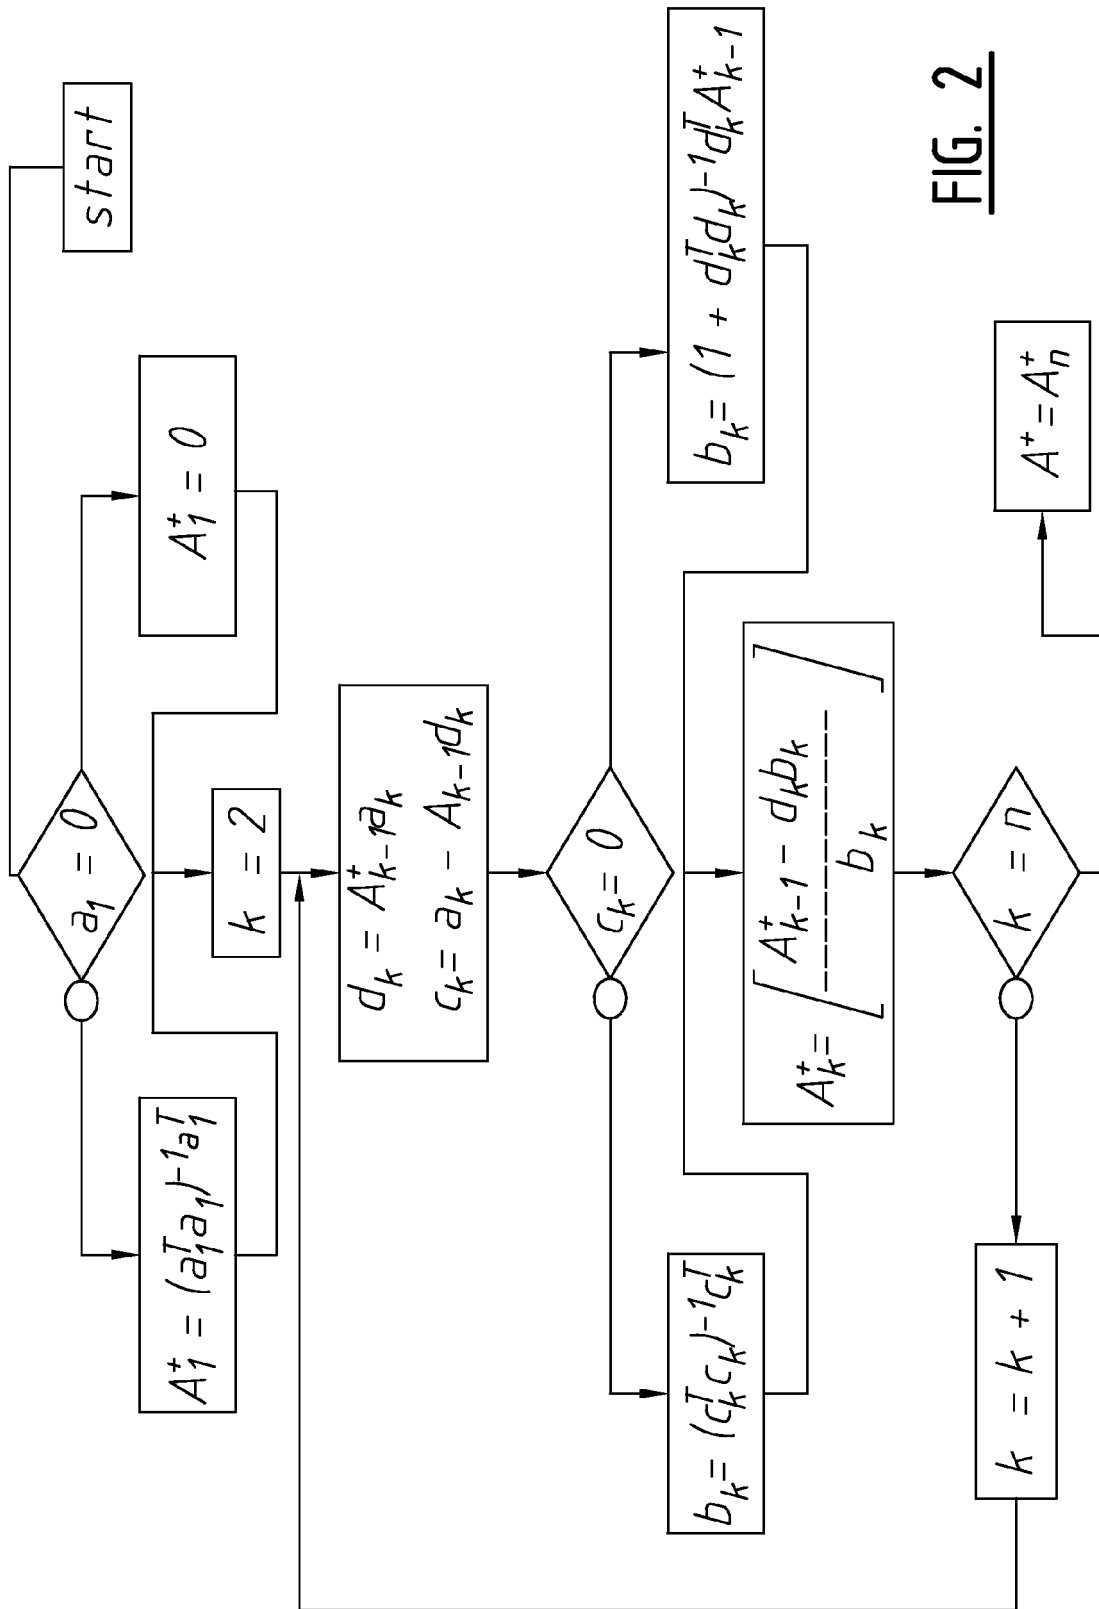 start
a₁ = 0
A₁⁺ = (a₁ᵀa₁)⁻¹a₁ᵀ
A₁⁺ = 0
k = 2
dₖ = A⁺ₖ₋₁aₖ
cₖ= aₖ - Aₖ₋₁dₖ
cₖ= 0
bₖ= (cₖᵀcₖ)⁻¹cₖᵀ
bₖ= (1 + dₖᵀdₖ)⁻¹dₖᵀA⁺ₖ₋₁
Aₖ⁺= [A⁺ₖ₋₁ - dₖbₖ
bₖ]
k = n
k = k + 1
A⁺ = Aₙ⁺
FIG. 2